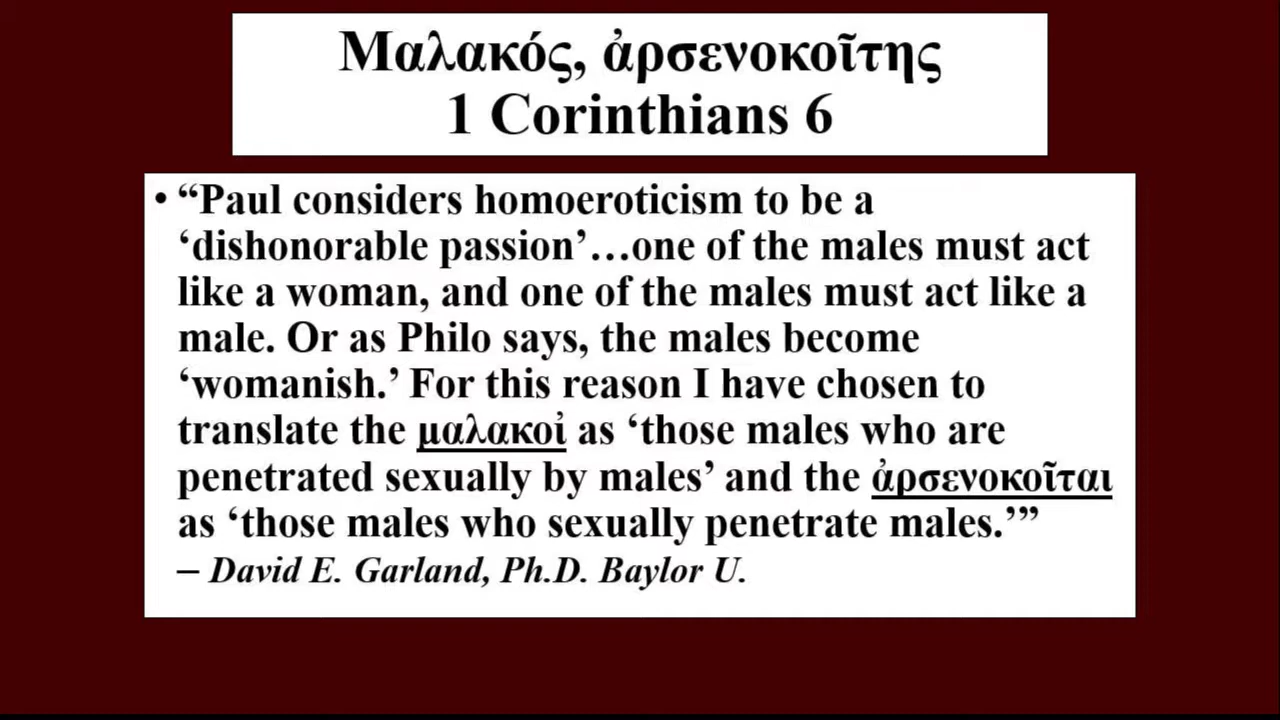 Μαλακός, ἀρσενοκοῖτης
1 Corinthians 6
• “Paul considers homoeroticism to be a
‘dishonorable passion’…one of the males must act
like a woman, and one of the males must act like a
male. Or as Philo says, the males become
‘womanish.’ For this reason I have chosen to
translate the μαλακοἰ as ‘those males who are
penetrated sexually by males’ and the ἀρσενοκοῖται
as ‘those males who sexually penetrate males.’”
– David E. Garland, Ph.D. Baylor U.